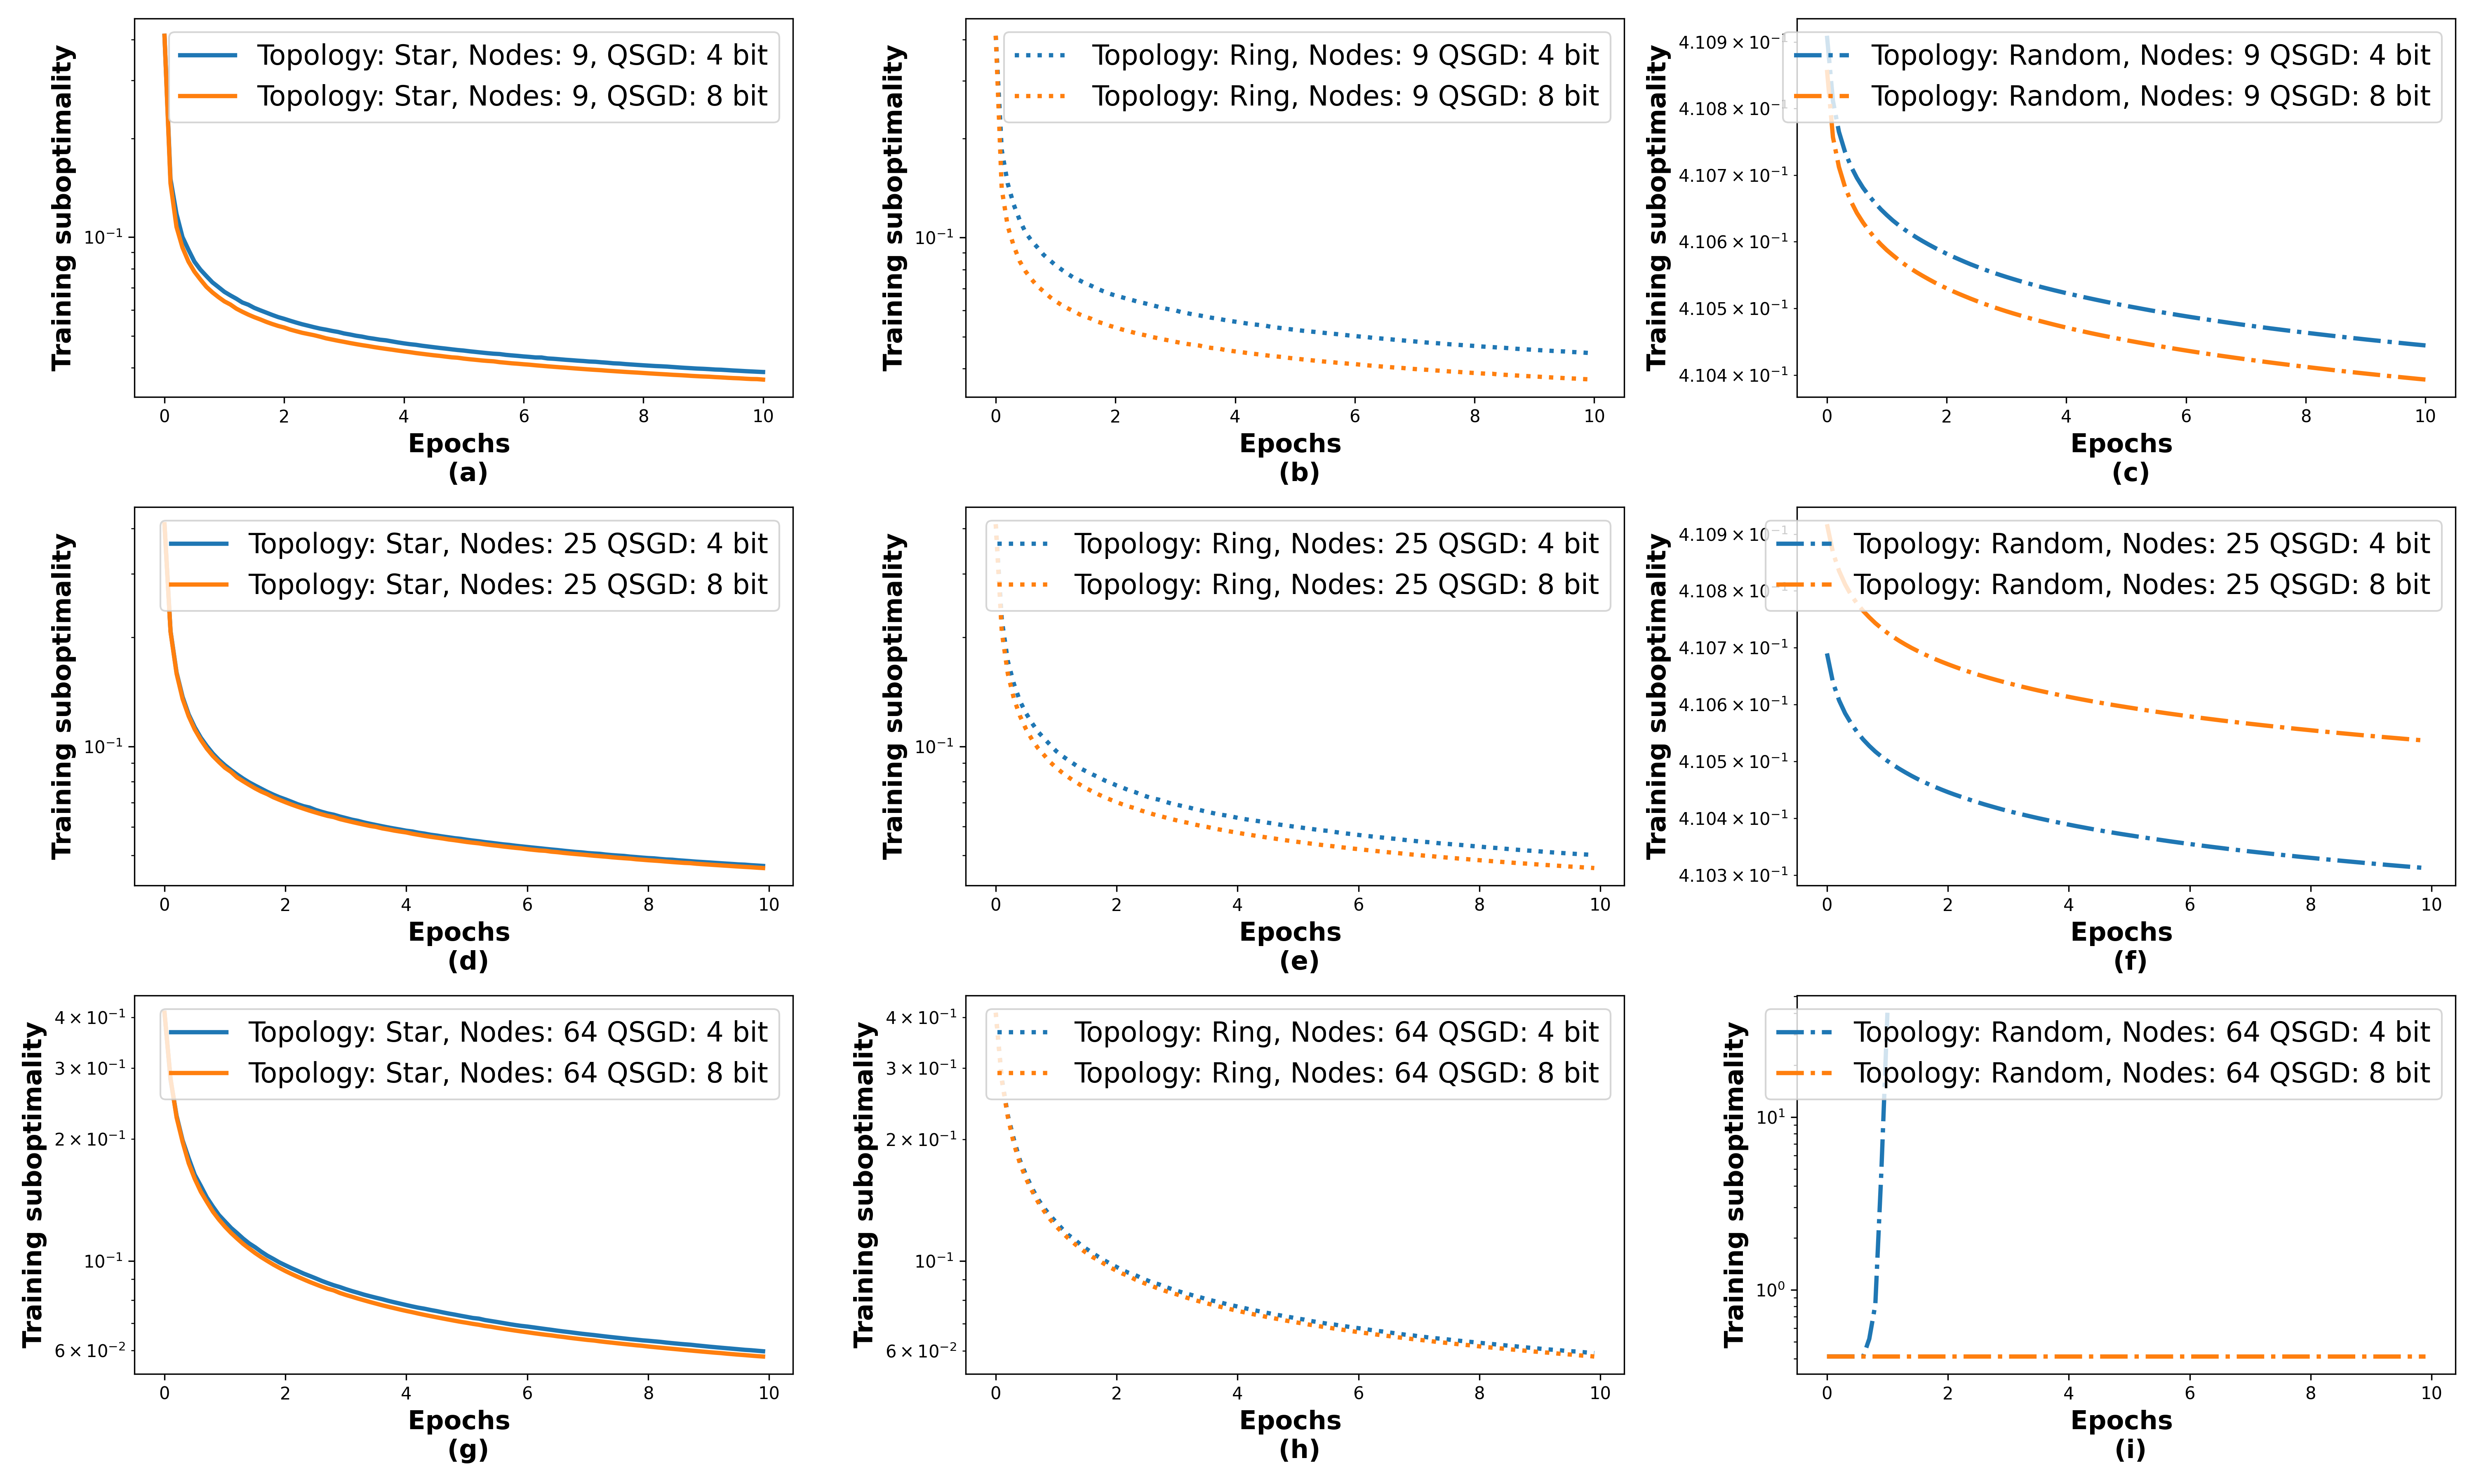 Training suboptimality
10⁻¹
Topology: Star, Nodes: 9, QSGD: 4 bit
Topology: Star, Nodes: 9, QSGD: 8 bit
0 2 4 6 8 10
Epochs
(a)
Training suboptimality
10⁻¹
Topology: Ring, Nodes: 9 QSGD: 4 bit
Topology: Ring, Nodes: 9 QSGD: 8 bit
0 2 4 6 8 10
Epochs
(b)
Training suboptimality
4.109 × 10⁻¹
4.108 × 10⁻¹
4.107 × 10⁻¹
4.106 × 10⁻¹
4.105 × 10⁻¹
4.104 × 10⁻¹
Topology: Random, Nodes: 9 QSGD: 4 bit
Topology: Random, Nodes: 9 QSGD: 8 bit
0 2 4 6 8 10
Epochs
(c)
Training suboptimality
10⁻¹
Topology: Star, Nodes: 25 QSGD: 4 bit
Topology: Star, Nodes: 25 QSGD: 8 bit
0 2 4 6 8 10
Epochs
(d)
Training suboptimality
10⁻¹
Topology: Ring, Nodes: 25 QSGD: 4 bit
Topology: Ring, Nodes: 25 QSGD: 8 bit
0 2 4 6 8 10
Epochs
(e)
Training suboptimality
4.109 × 10⁻¹
4.108 × 10⁻¹
4.107 × 10⁻¹
4.106 × 10⁻¹
4.105 × 10⁻¹
4.104 × 10⁻¹
4.103 × 10⁻¹
Topology: Random, Nodes: 25 QSGD: 4 bit
Topology: Random, Nodes: 25 QSGD: 8 bit
0 2 4 6 8 10
Epochs
(f)
Training suboptimality
4 × 10⁻¹
3 × 10⁻¹
2 × 10⁻¹
10⁻¹
6 × 10⁻²
Topology: Star, Nodes: 64 QSGD: 4 bit
Topology: Star, Nodes: 64 QSGD: 8 bit
0 2 4 6 8 10
Epochs
(g)
Training suboptimality
4 × 10⁻¹
3 × 10⁻¹
2 × 10⁻¹
10⁻¹
6 × 10⁻²
Topology: Ring, Nodes: 64 QSGD: 4 bit
Topology: Ring, Nodes: 64 QSGD: 8 bit
0 2 4 6 8 10
Epochs
(h)
Training suboptimality
10¹
10⁰
Topology: Random, Nodes: 64 QSGD: 4 bit
Topology: Random, Nodes: 64 QSGD: 8 bit
0 2 4 6 8 10
Epochs
(i)